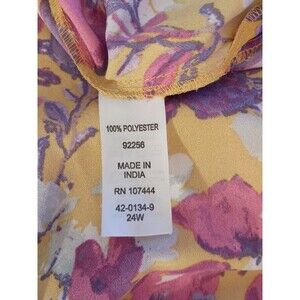 100% POLYESTER
92256
MADE IN
INDIA
RN 107444
42-0134-9
24W